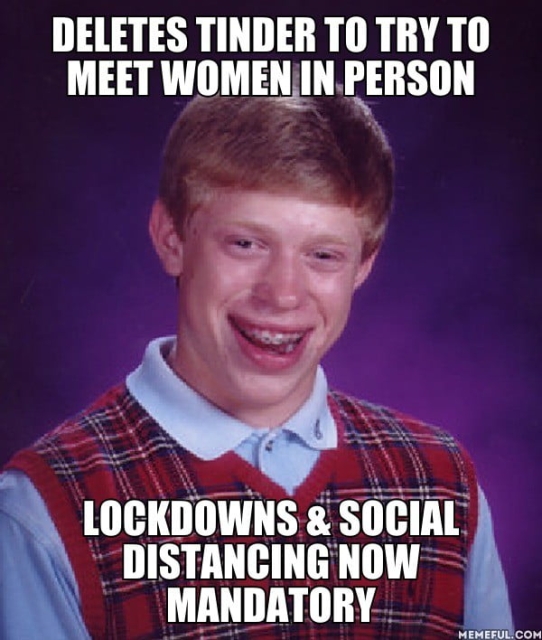 DELETES TINDER TO TRY TO
MEET WOMEN IN PERSON
LOCKDOWNS & SOCIAL
DISTANCING NOW
MANDATORY
MEMEFUL.COM